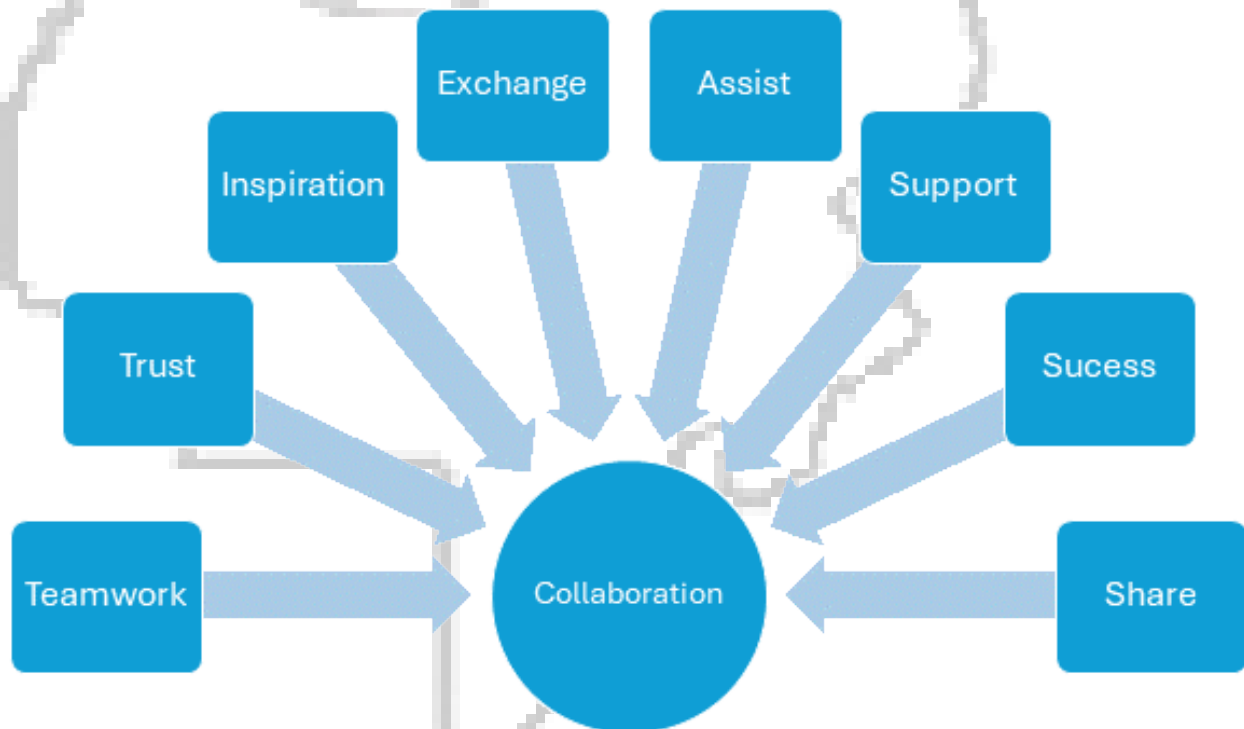 Exchange
Assist
Inspiration
Support
Trust
Sucess
Teamwork
Collaboration
Share